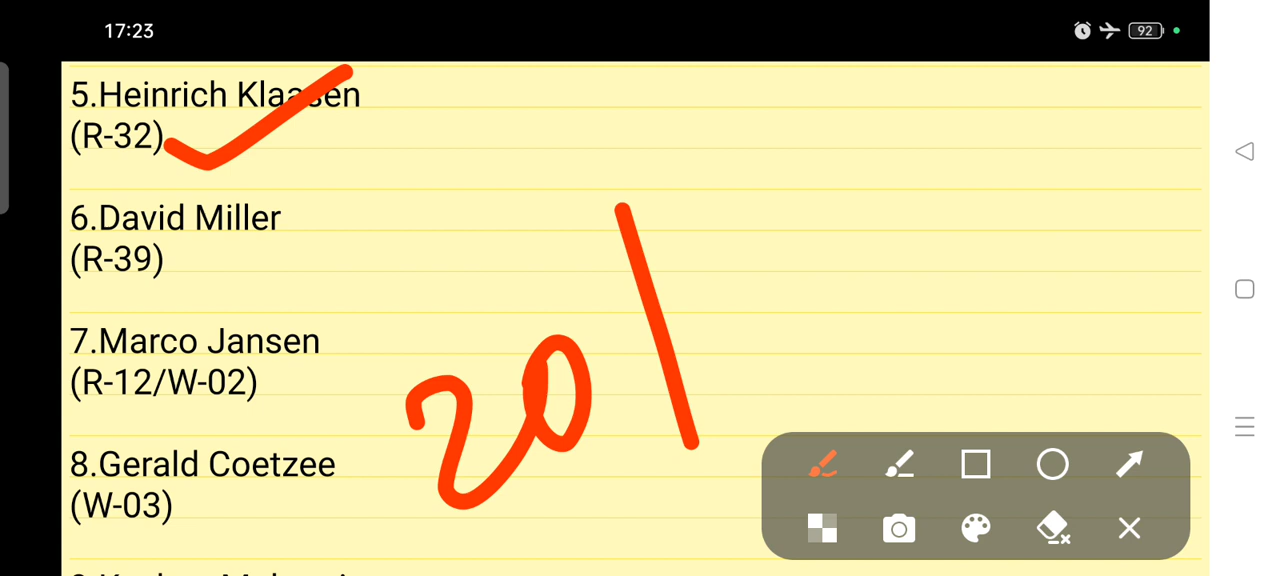 17:23
92
5.Heinrich Klaasen
(R-32)
6.David Miller
(R-39)
7.Marco Jansen
(R-12/W-02)
201
8.Gerald Coetzee
(W-03)